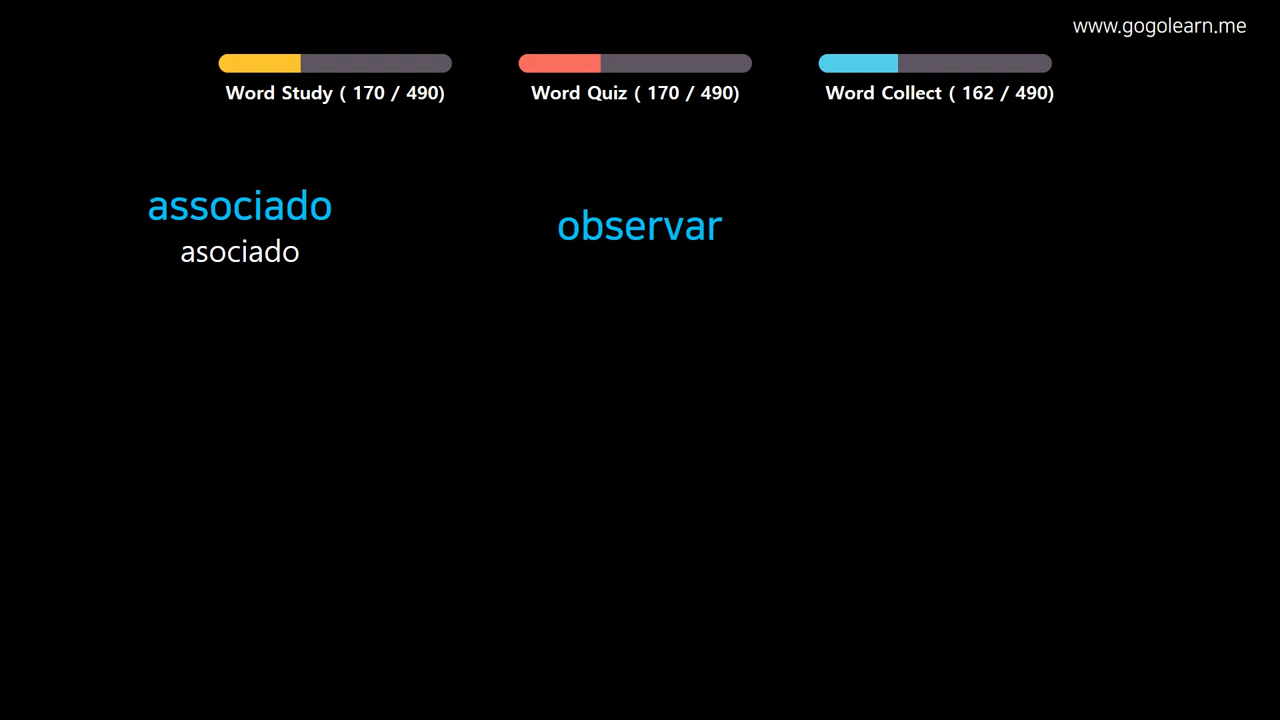 www.gogolearn.me
Word Study ( 170 / 490)
Word Quiz ( 170 / 490)
Word Collect ( 162 / 490)
associado
asociado
observar